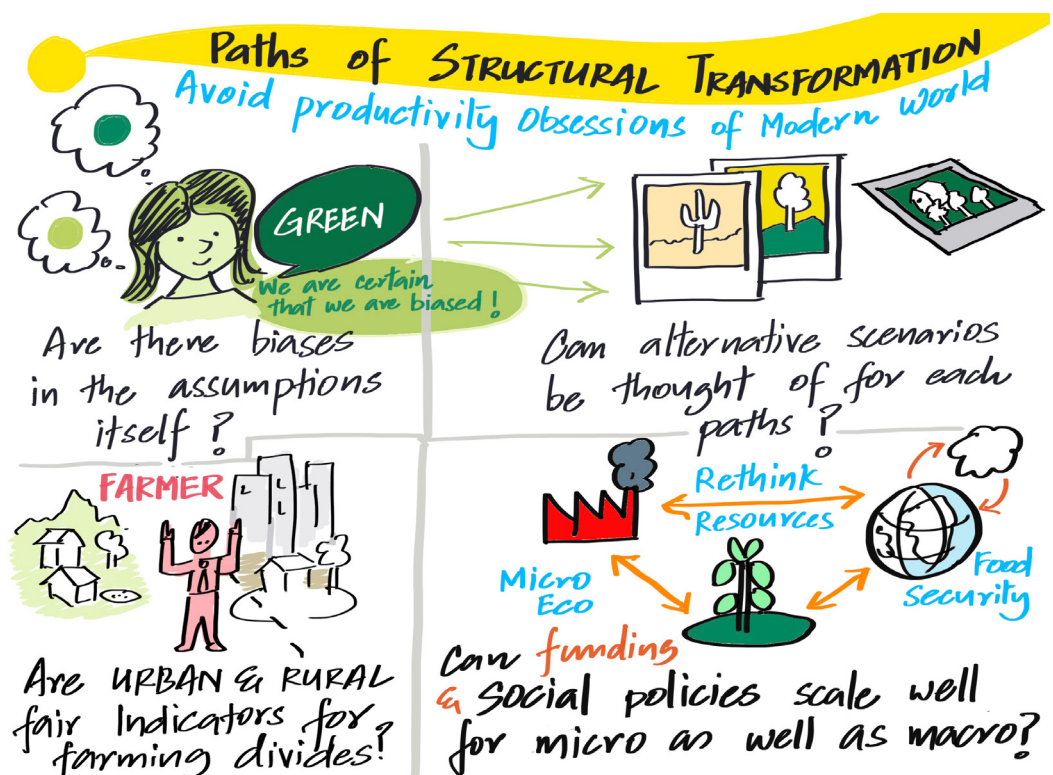 Paths of STRUCTURAL TRANSFORMATION
Avoid productivity Obsessions of Modern world
GREEN
We are certain
that we are biased!
Are there biases
in the assumptions
itself?
Can alternative scenarios
be thought of for each
paths?
FARMER
Are URBAN & RURAL
fair Indicators for
farming divides?
Rethink
Resources
Micro
Eco
Food
Security
Can funding
& Social policies scale well
for micro as well as macro?